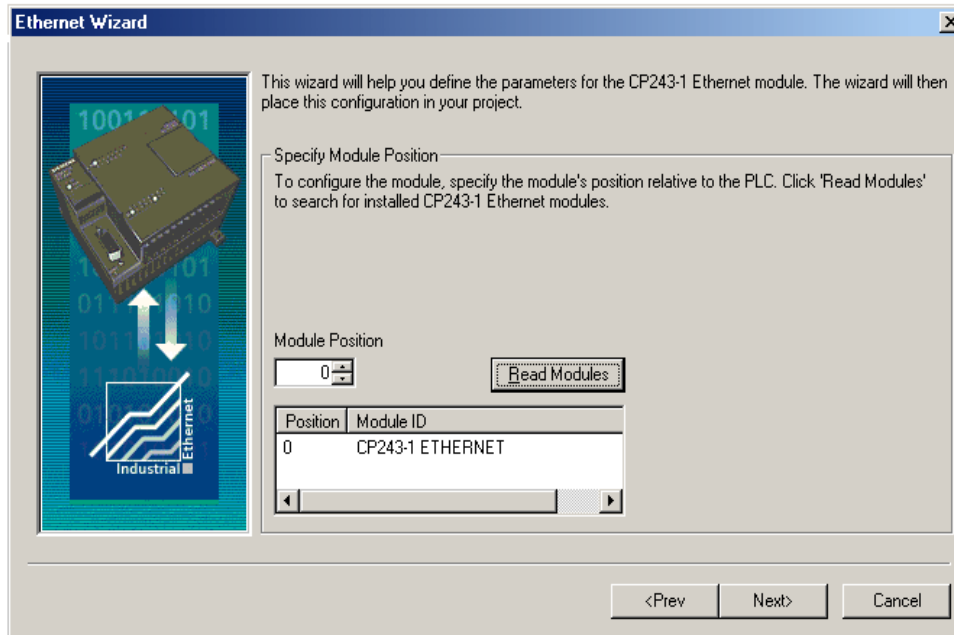 Ethernet Wizard
This wizard will help you define the parameters for the CP243-1 Ethernet module. The wizard will then
place this configuration in your project.
Specify Module Position
To configure the module, specify the module's position relative to the PLC. Click 'Read Modules'
to search for installed CP243-1 Ethernet modules.
Module Position
0
Read Modules
Position Module ID
0 CP243-1 ETHERNET
Industrial
Ethernet
<Prev Next> Cancel